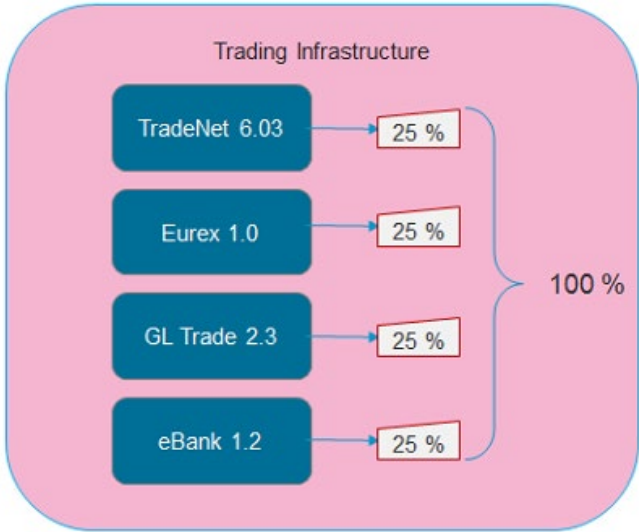 Trading Infrastructure
TradeNet 6.03
25 %
Eurex 1.0
25 %
100 %
GL Trade 2.3
25 %
eBank 1.2
25 %